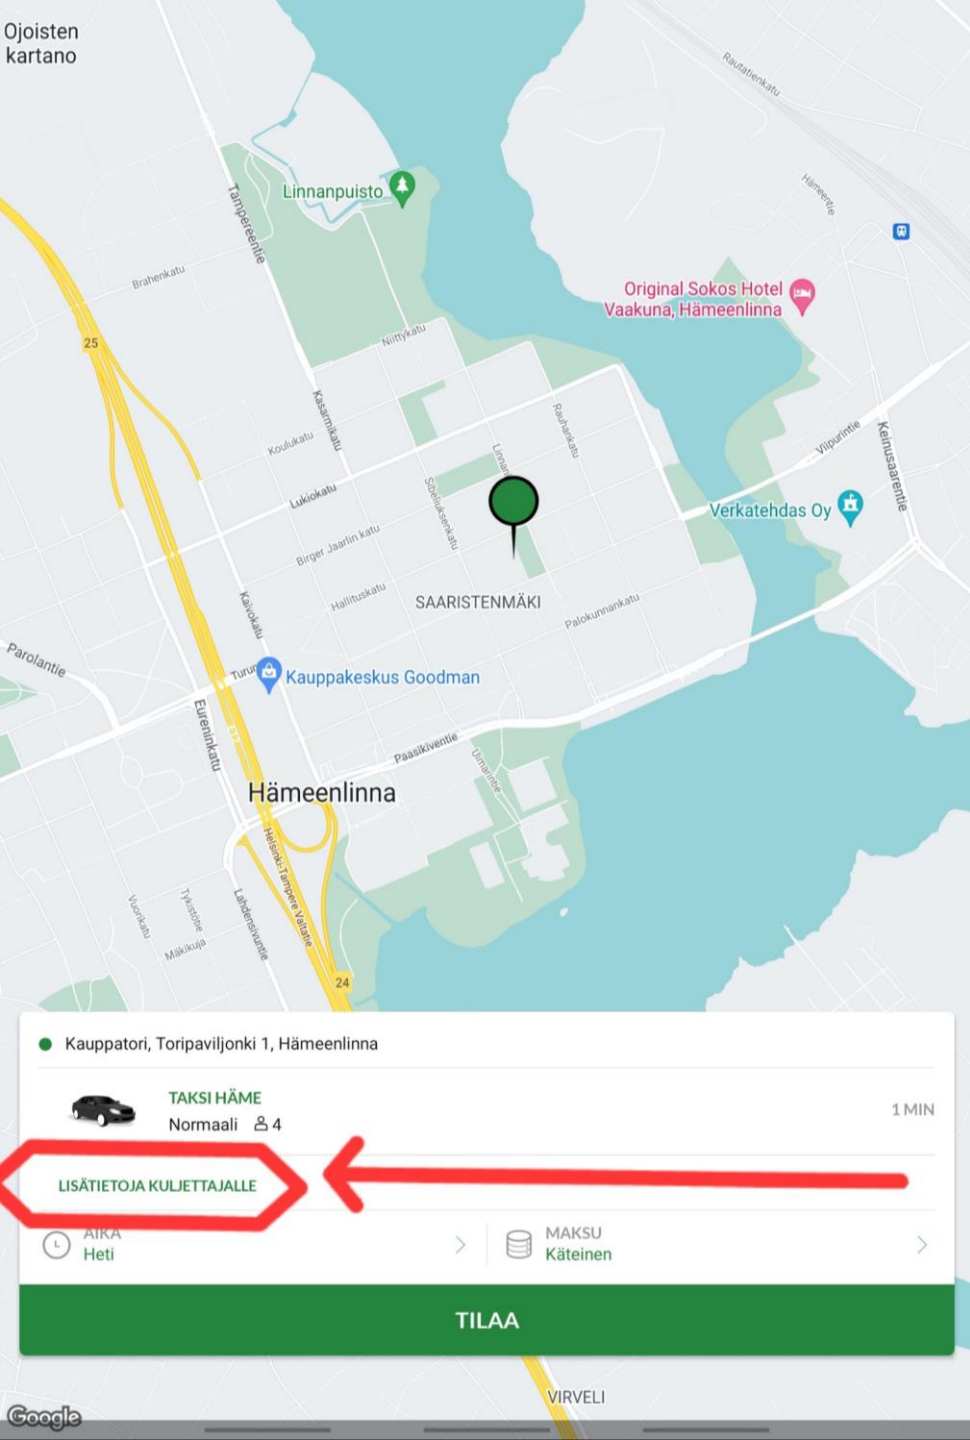 Ojoisten
kartano
Rautatienkatu
Linnanpuisto
Hämeentie
Tampereentie
Brahenkatu
Original Sokos Hotel
Vaakuna, Hämeenlinna
25
Niittykatu
Kasarmikatu
Rauhankatu
Koulukatu
Viipurintie
Keinusaarentie
Linnan
Lukiokatu
Sibeliuksenkatu
Verkatehdas Oy
Birger Jaarlin katu
Hallituskatu
SAARISTENMÄKI
Palokunnankatu
Kaivokatu
Parolantie
Turun
Kauppakeskus Goodman
Eureninkatu
Paasikiventie
Uimarintie
Hämeenlinna
Helsinki-Tampere Valtatie
Vuorikatu
Tykistötie
Lahdensivuntie
Mäkikuja
24
Kauppatori, Toripaviljonki 1, Hämeenlinna
TAKSI HÄME
Normaali 4
1 MIN
LISÄTIETOJA KULJETTAJALLE
AIKA
Heti
MAKSU
Käteinen
TILAA
VIRVELI
Google